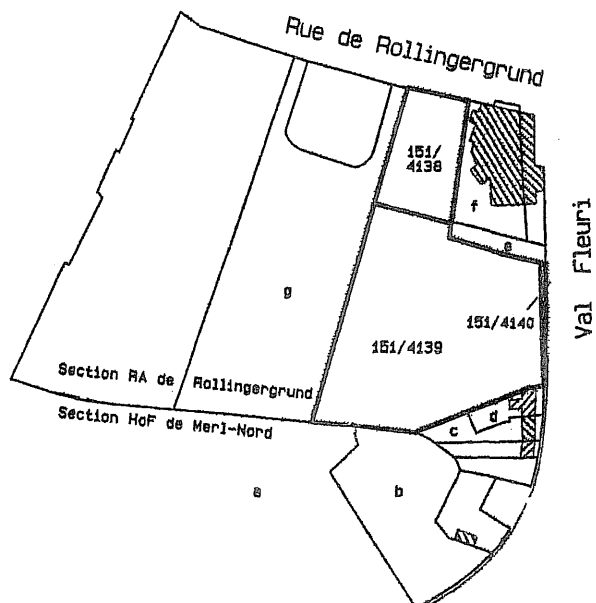 Rue de Rollingergrund
151/
4138
f
Val Fleuri
e
g
151/4140
151/4139
Section RA de Rollingergrund
Section HoF de Merl-Nord
d
c
a
b